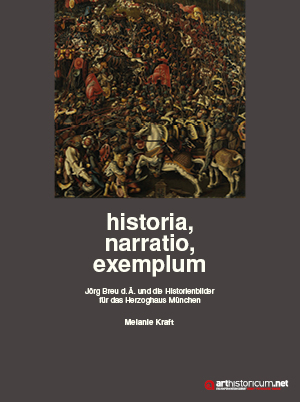 historia,
narratio,
exemplum
Jörg Breu d.Ä. und die Historienbilder
für das Herzoghaus München
Melanie Kraft
arthistoricum.net